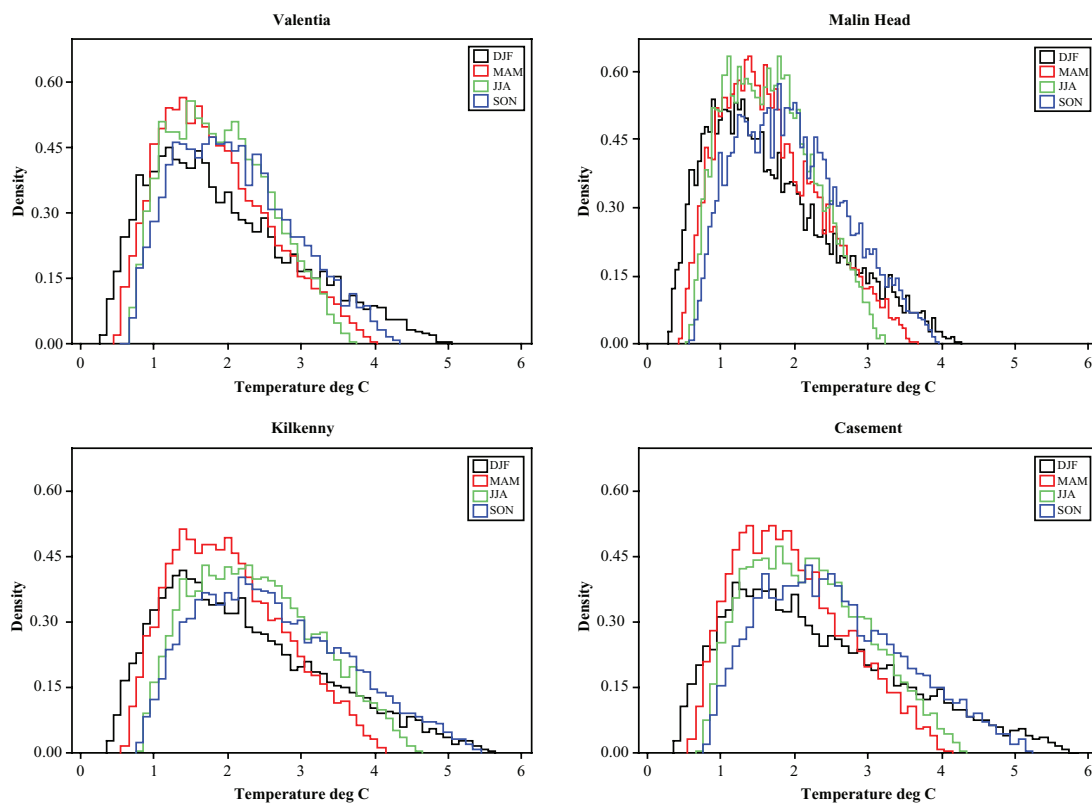 Valentia
DJF
MAM
JJA
SON
0.60
0.45
0.30
0.15
0.00
Density
0 1 2 3 4 5 6
Temperature deg C
Malin Head
DJF
MAM
JJA
SON
0.60
0.45
0.30
0.15
0.00
Density
0 1 2 3 4 5 6
Temperature deg C
Kilkenny
DJF
MAM
JJA
SON
0.60
0.45
0.30
0.15
0.00
Density
0 1 2 3 4 5 6
Temperature deg C
Casement
DJF
MAM
JJA
SON
0.60
0.45
0.30
0.15
0.00
Density
0 1 2 3 4 5 6
Temperature deg C